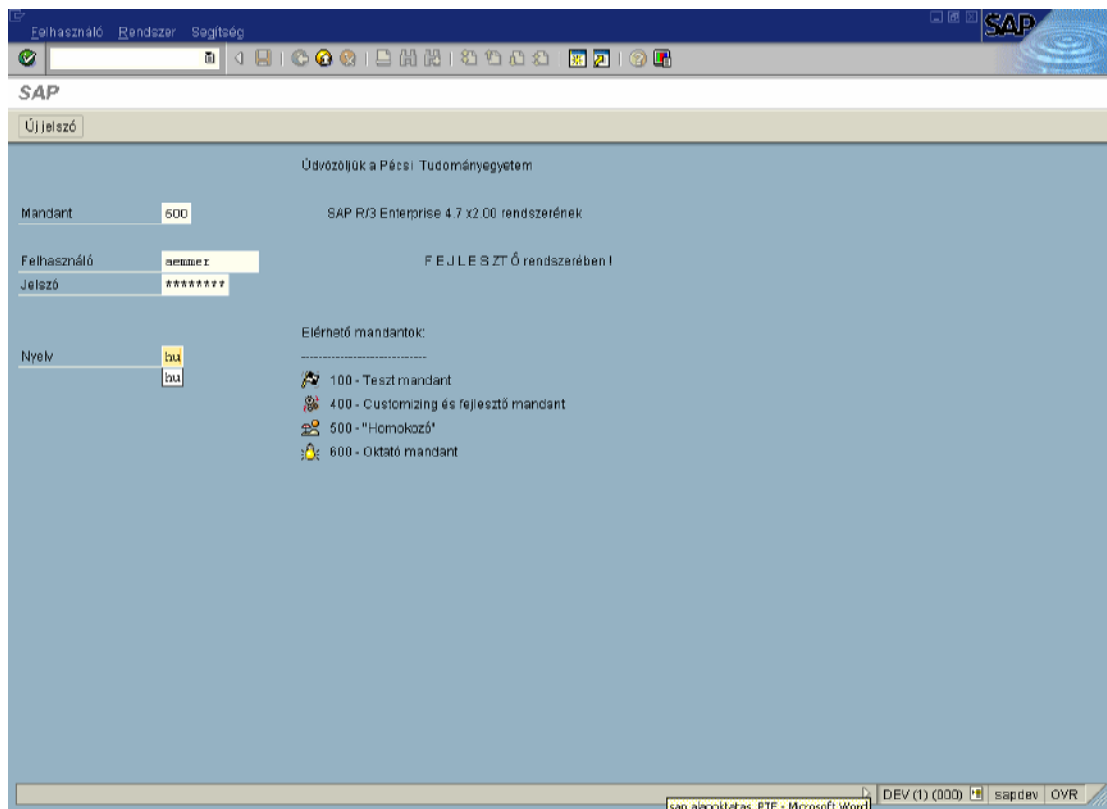 Felhasználó Rendszer Segítség
SAP
SAP
Új jelszó
Üdvözöljük a Pécsi Tudományegyetem
Mandant 600 SAP R/3 Enterprise 4.7 x2.00 rendszerének
Felhasználó aemmer FEJLESZTŐ rendszerében!
Jelszó ********
Elérhető mandantok:
Nyelv hu ------------------------------
hu
100 - Teszt mandant
400 - Customizing és fejlesztő mandant
500 - "Homokozó"
600 - Oktató mandant
DEV (1) (000) sapdev OVR
sap alapoktatas_PTE - Microsoft Word